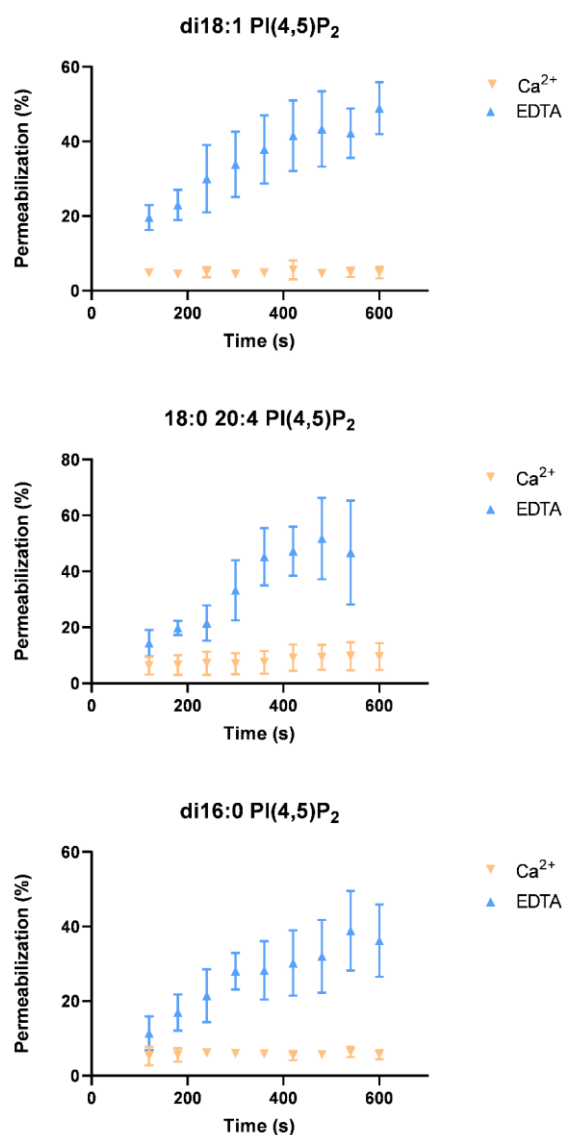 di18:1 PI(4,5)P₂
Permeabilization (%)
60
40
20
0
0 200 400 600
Time (s)
Ca²⁺
EDTA
18:0 20:4 PI(4,5)P₂
Permeabilization (%)
80
60
40
20
0
0 200 400 600
Time (s)
Ca²⁺
EDTA
di16:0 PI(4,5)P₂
Permeabilization (%)
60
40
20
0
0 200 400 600
Time (s)
Ca²⁺
EDTA